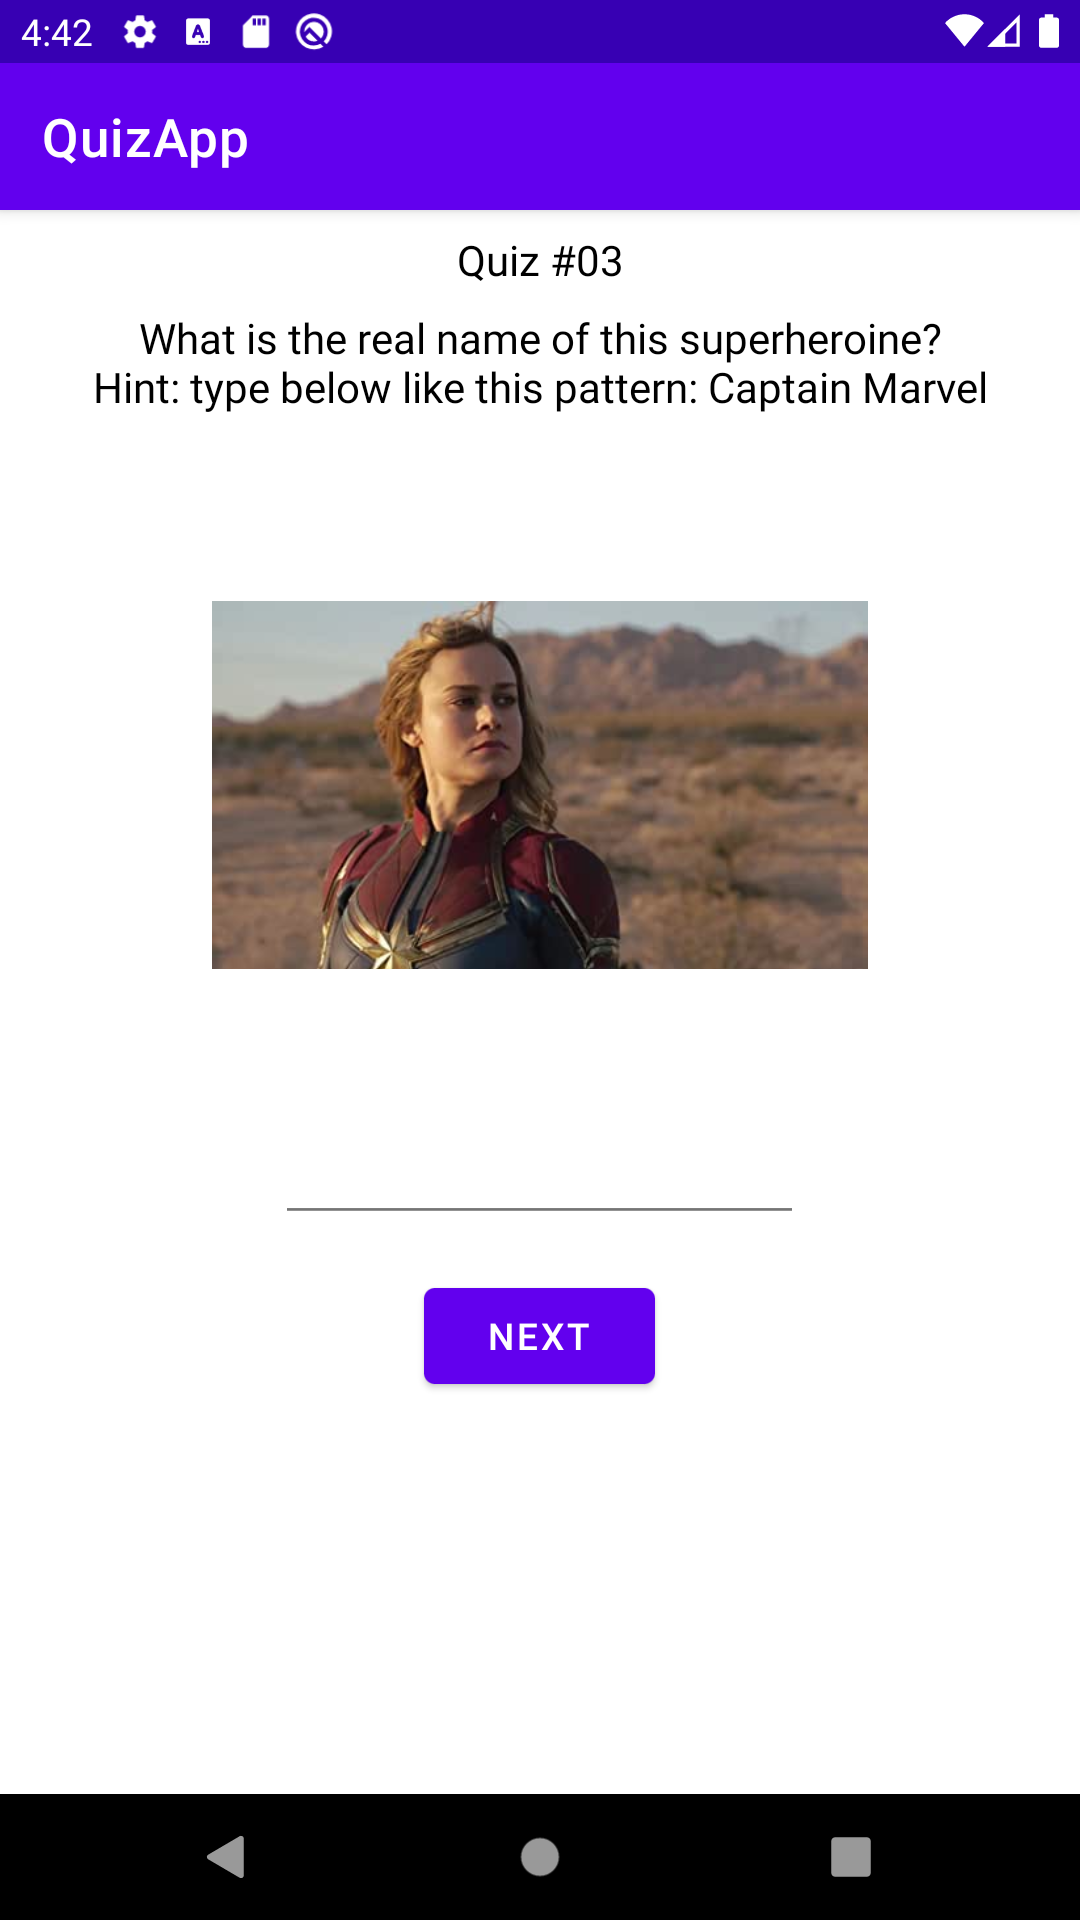 4:42
QuizApp
Quiz #03
What is the real name of this superheroine?
Hint: type below like this pattern: Captain Marvel
NEXT